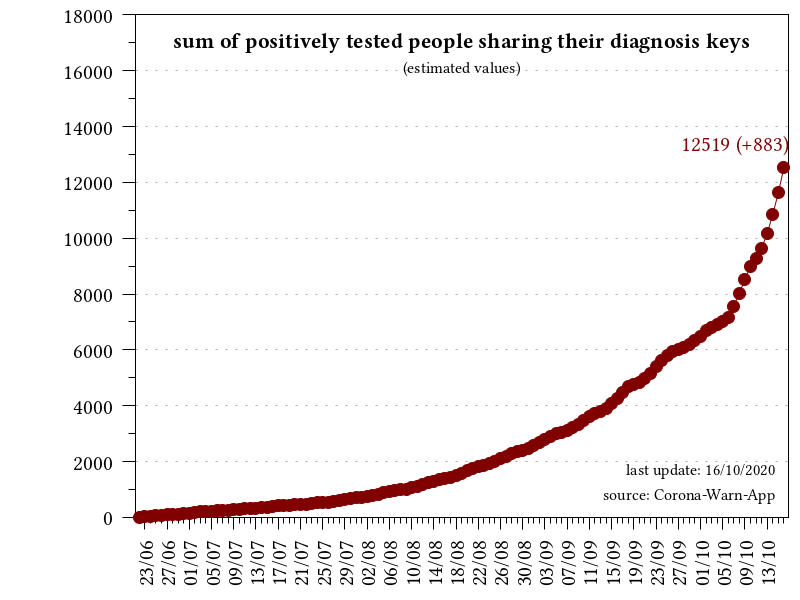 sum of positively tested people sharing their diagnosis keys
(estimated values)
18000
16000
14000
12000
10000
8000
6000
4000
2000
0
12519 (+883)
last update: 16/10/2020
source: Corona-Warn-App
23/06 27/06 01/07 05/07 09/07 13/07 17/07 21/07 25/07 29/07 02/08 06/08 10/08 14/08 18/08 22/08 26/08 30/08 03/09 07/09 11/09 15/09 19/09 23/09 27/09 01/10 05/10 09/10 13/10